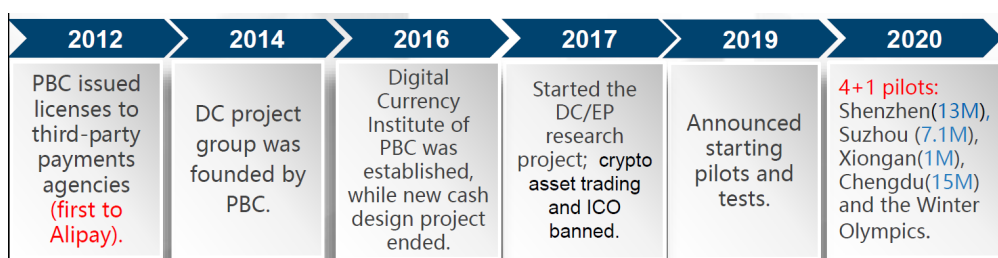 2012
PBC issued
licenses to
third-party
payments
agencies
(first to
Alipay).
2014
DC project
group was
founded by
PBC.
2016
Digital
Currency
Institute of
PBC was
established,
while new cash
design project
ended.
2017
Started the
DC/EP
research
project; crypto
asset trading
and ICO
banned.
2019
Announced
starting
pilots and
tests.
2020
4+1 pilots:
Shenzhen(13M),
Suzhou (7.1M),
Xiongan(1M),
Chengdu(15M)
and the Winter
Olympics.